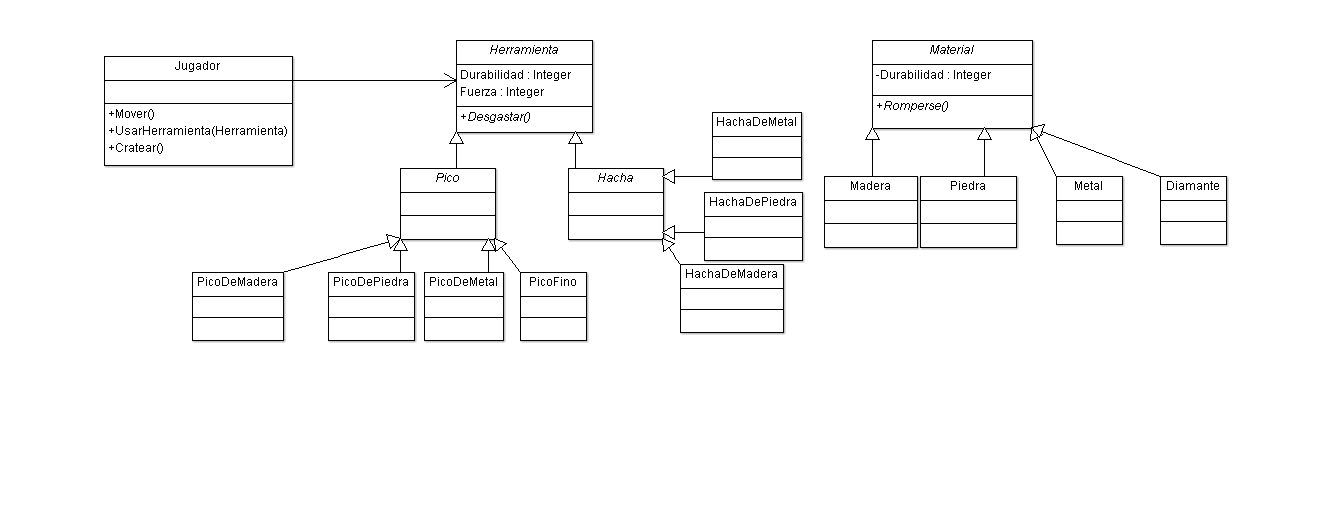 Jugador
+Mover()
+UsarHerramienta(Herramienta)
+Cratear()
Herramienta
Durabilidad : Integer
Fuerza : Integer
+Desgastar()
Material
-Durabilidad : Integer
+Romperse()
Pico
Hacha
HachaDeMetal
HachaDePiedra
HachaDeMadera
Madera
Piedra
Metal
Diamante
PicoDeMadera
PicoDePiedra
PicoDeMetal
PicoFino